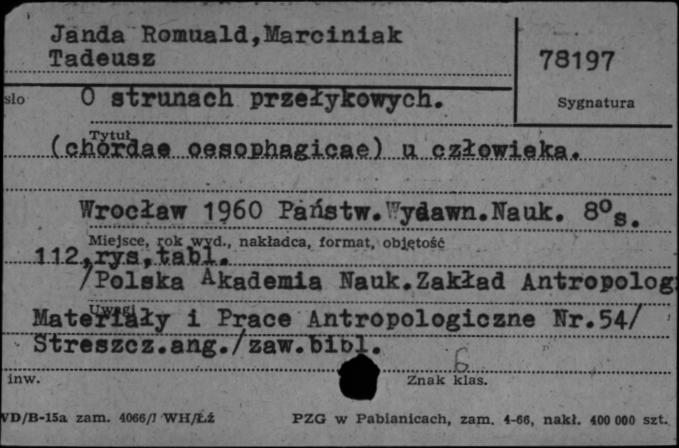 Janda Romuald,Marciniak
Tadeusz
78197
Sygnatura
sło
O strunach przełykowych.
Tytuł
(chordae oesophagicae) u człowieka.
Wrocław 1960 Państw.Wydawn.Nauk. 8º s.
Miejsce, rok wyd., nakładca, format, objętość
112,rys,tabl.
/Polska Akademia Nauk.Zakład Antropolog
Uwagi
Materiały i Prace Antropologiczne Nr.54/
Streszcz.ang./zaw.bibl.
6
inw.
Znak klas.
WD/B-15a zam. 4066/I WH/Łż
PZG w Pabianicach, zam. 4-66, nakł. 400 000 szt.